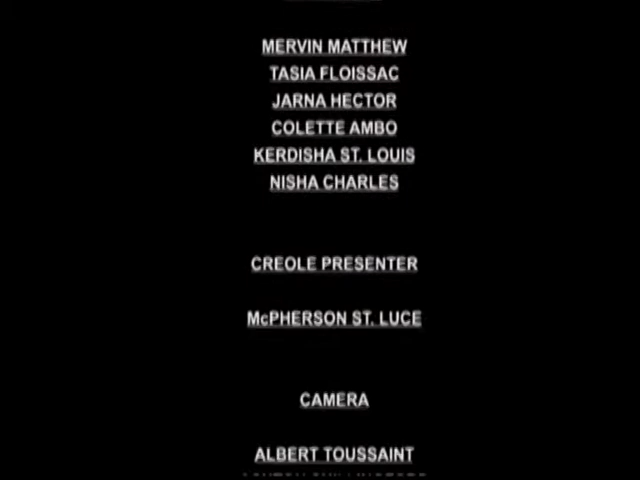 MERVIN MATTHEW
TASIA FLOISSAC
JARNA HECTOR
COLETTE AMBO
KERDISHA ST. LOUIS
NISHA CHARLES
CREOLE PRESENTER
McPHERSON ST. LUCE
CAMERA
ALBERT TOUSSAINT